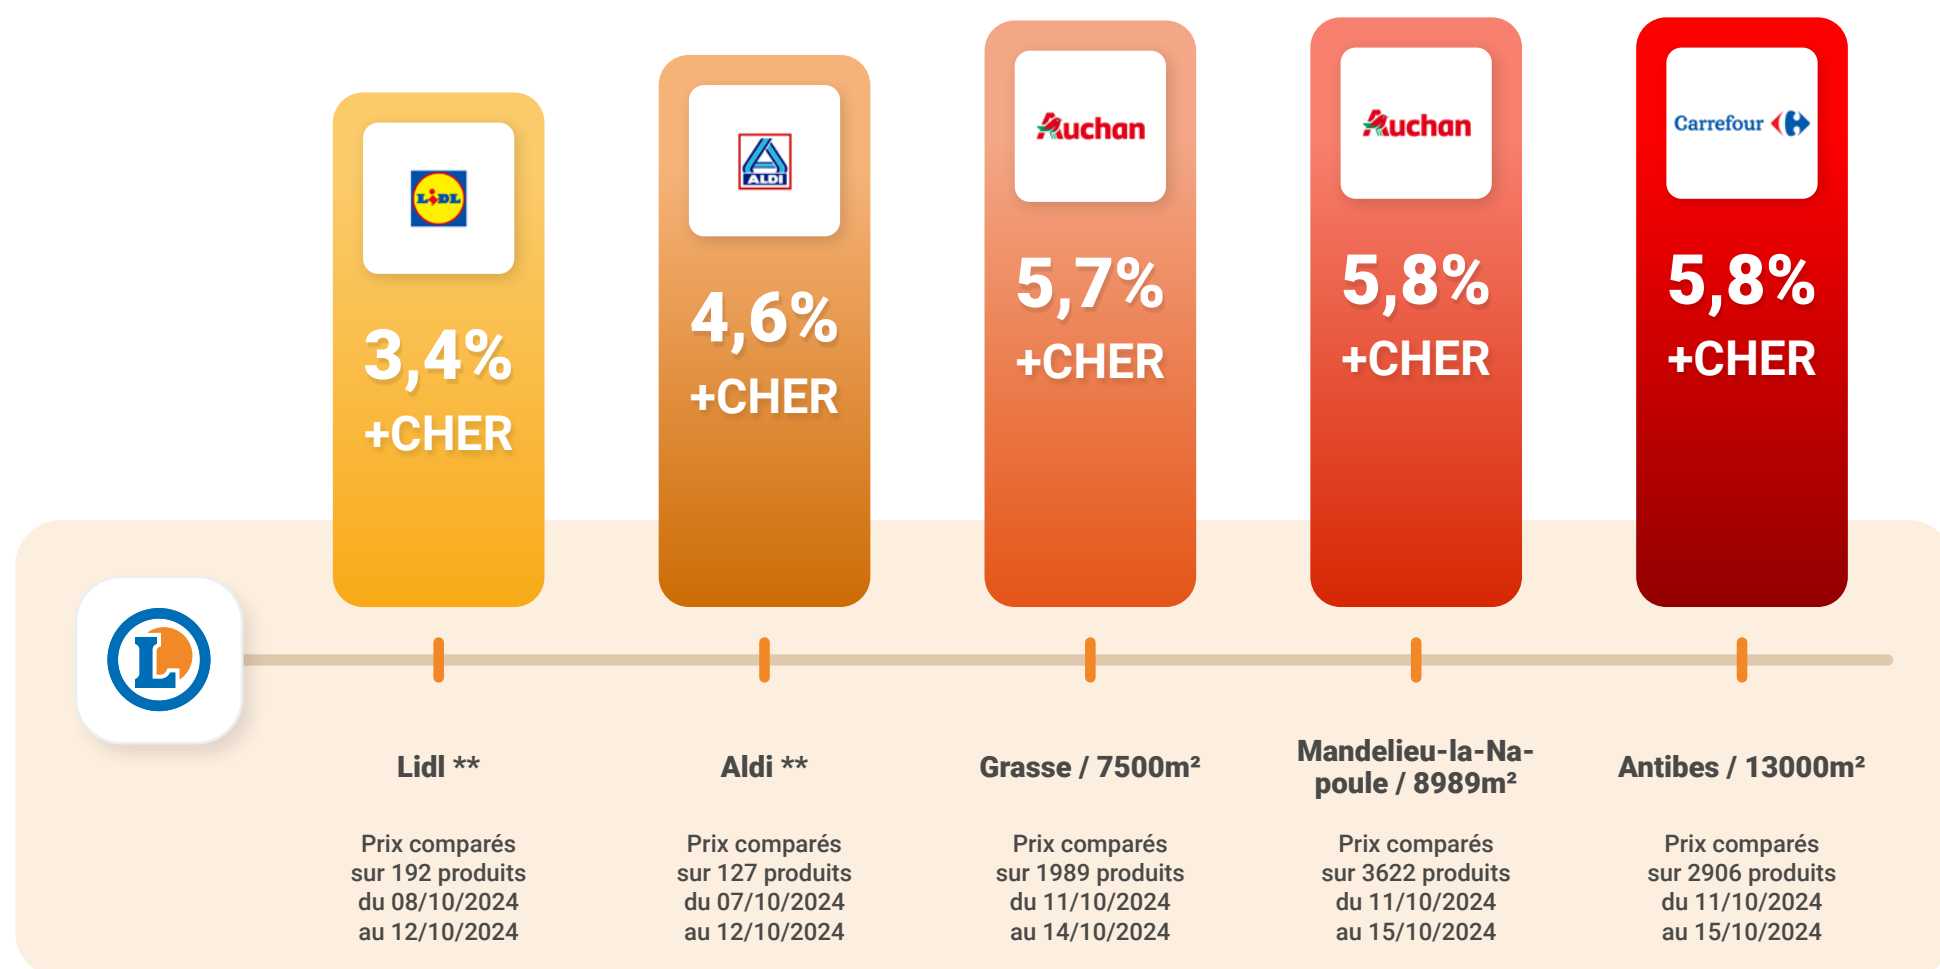 LIDL
3,4%
+CHER
ALDI
4,6%
+CHER
Auchan
5,7%
+CHER
Auchan
5,8%
+CHER
Carrefour
5,8%
+CHER
L
Lidl **
Prix comparés
sur 192 produits
du 08/10/2024
au 12/10/2024
Aldi **
Prix comparés
sur 127 produits
du 07/10/2024
au 12/10/2024
Grasse / 7500m²
Prix comparés
sur 1989 produits
du 11/10/2024
au 14/10/2024
Mandelieu-la-Na-
poule / 8989m²
Prix comparés
sur 3622 produits
du 11/10/2024
au 15/10/2024
Antibes / 13000m²
Prix comparés
sur 2906 produits
du 11/10/2024
au 15/10/2024